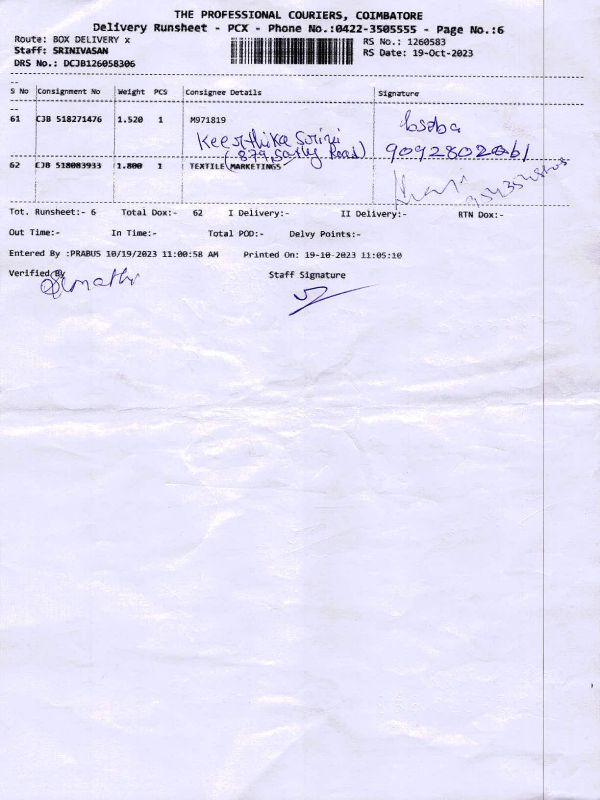 THE PROFESSIONAL COURIERS, COIMBATORE
Delivery Runsheet - PCX - Phone No.:0422-3505555 - Page No.:6
Route: BOX DELIVERY x RS No.: 1260583
Staff: SRINIVASAN RS Date: 19-Oct-2023
DRS No.: DCJB126058306
S No Consignment No Weight PCS Consignee Details Signature
61 CJB 518271476 1.520 1 M971819
Keerthika
(879 Road)
62 CJB 518083933 1.800 1 TEXTILE MARKETINGS
Tot. Runsheet:- 6 Total Dox:- 62 I Delivery:- II Delivery:- RTN Dox:-
Out Time:- In Time:- Total POD:- Delvy Points:-
Entered By :PRABUS 10/19/2023 11:00:58 AM Printed On: 19-10-2023 11:05:10
Verified By Staff Signature